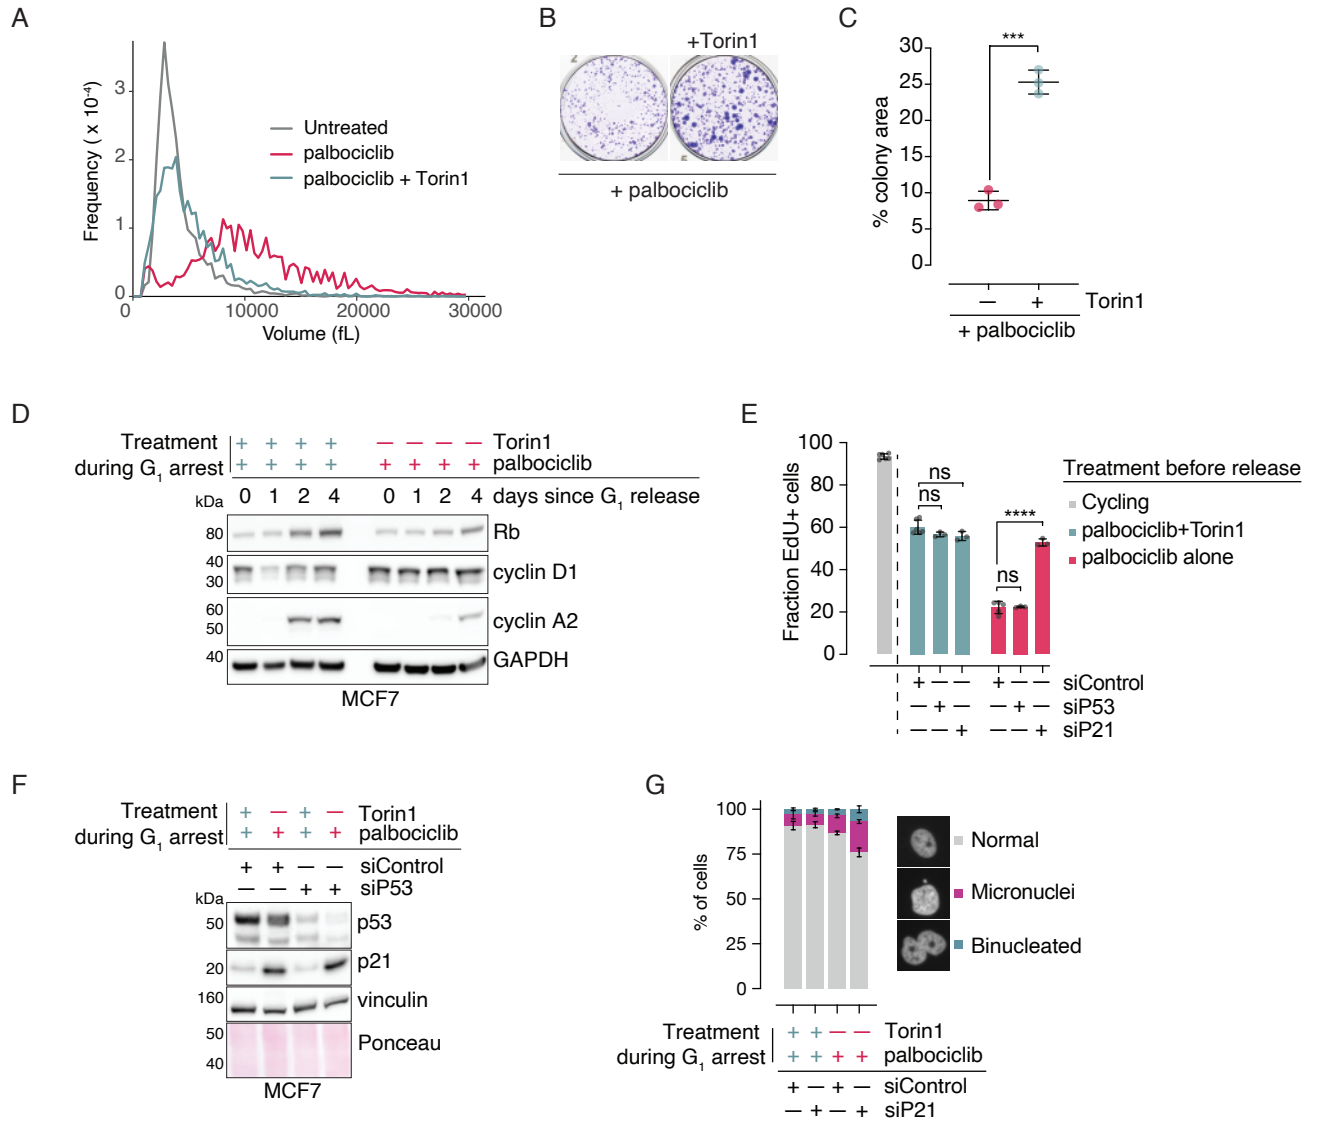 A
Frequency ( x 10⁻⁴)
3
2
1
0
0
10000
20000
30000
Volume (fL)
Untreated
palbociclib
palbociclib + Torin1
B
+Torin1
+ palbociclib
C
% colony area
30
25
20
15
10
5
0
***
— + Torin1
+ palbociclib
D
Treatment + + + + — — — — Torin1
during G₁ arrest + + + + + + + + palbociclib
kDa 0 1 2 4 0 1 2 4 days since G₁ release
80 Rb
40
30 cyclin D1
60
50 cyclin A2
40 GAPDH
MCF7
E
Fraction EdU+ cells
100
80
60
40
20
0
ns
ns
ns
****
Treatment before release
Cycling
palbociclib+Torin1
palbociclib alone
+ — — + — — siControl
— + — — + — siP53
— — + — — + siP21
F
Treatment + — + — Torin1
during G₁ arrest + + + + palbociclib
+ + — — siControl
— — + + siP53
kDa
50 p53
20 p21
160 vinculin
50
40 Ponceau
MCF7
G
% of cells
100
75
50
25
0
Normal
Micronuclei
Binucleated
Treatment + + — — Torin1
during G₁ arrest + + + + palbociclib
+ — + — siControl
— + — + siP21